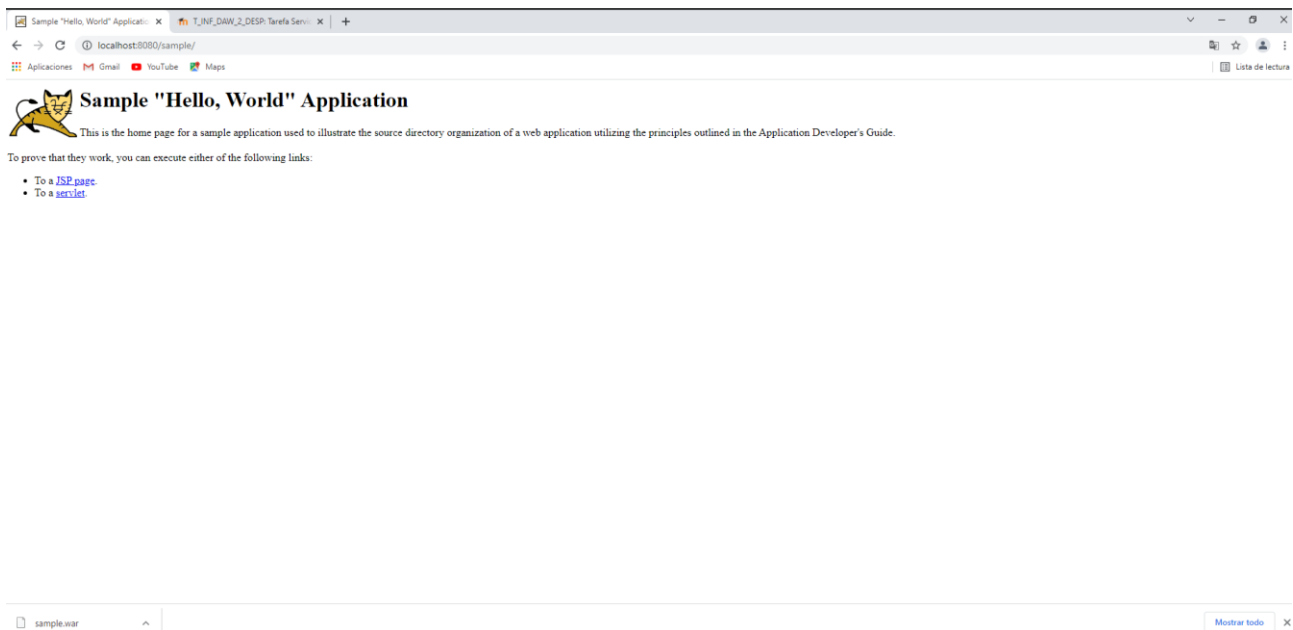 Sample "Hello, World" Applicatio
T_INF_DAW_2_DESP: Tarefa Servi
localhost:8080/sample/
Aplicaciones Gmail YouTube Maps
Lista de lectura
Sample "Hello, World" Application
This is the home page for a sample application used to illustrate the source directory organization of a web application utilizing the principles outlined in the Application Developer's Guide.
To prove that they work, you can execute either of the following links:
• To a JSP page.
• To a servlet.
sample.war
Mostrar todo